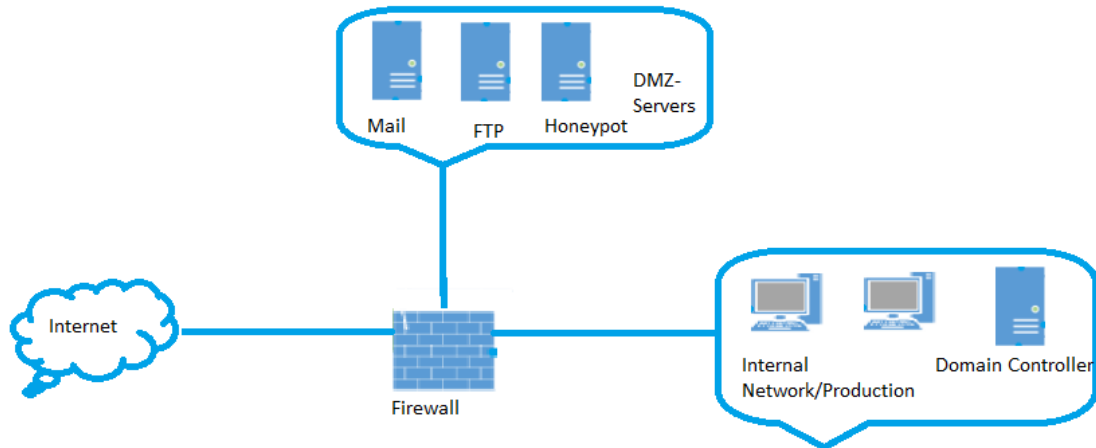 DMZ-
Servers
Mail
FTP
Honeypot
Internet
Firewall
Internal
Network/Production
Domain Controller